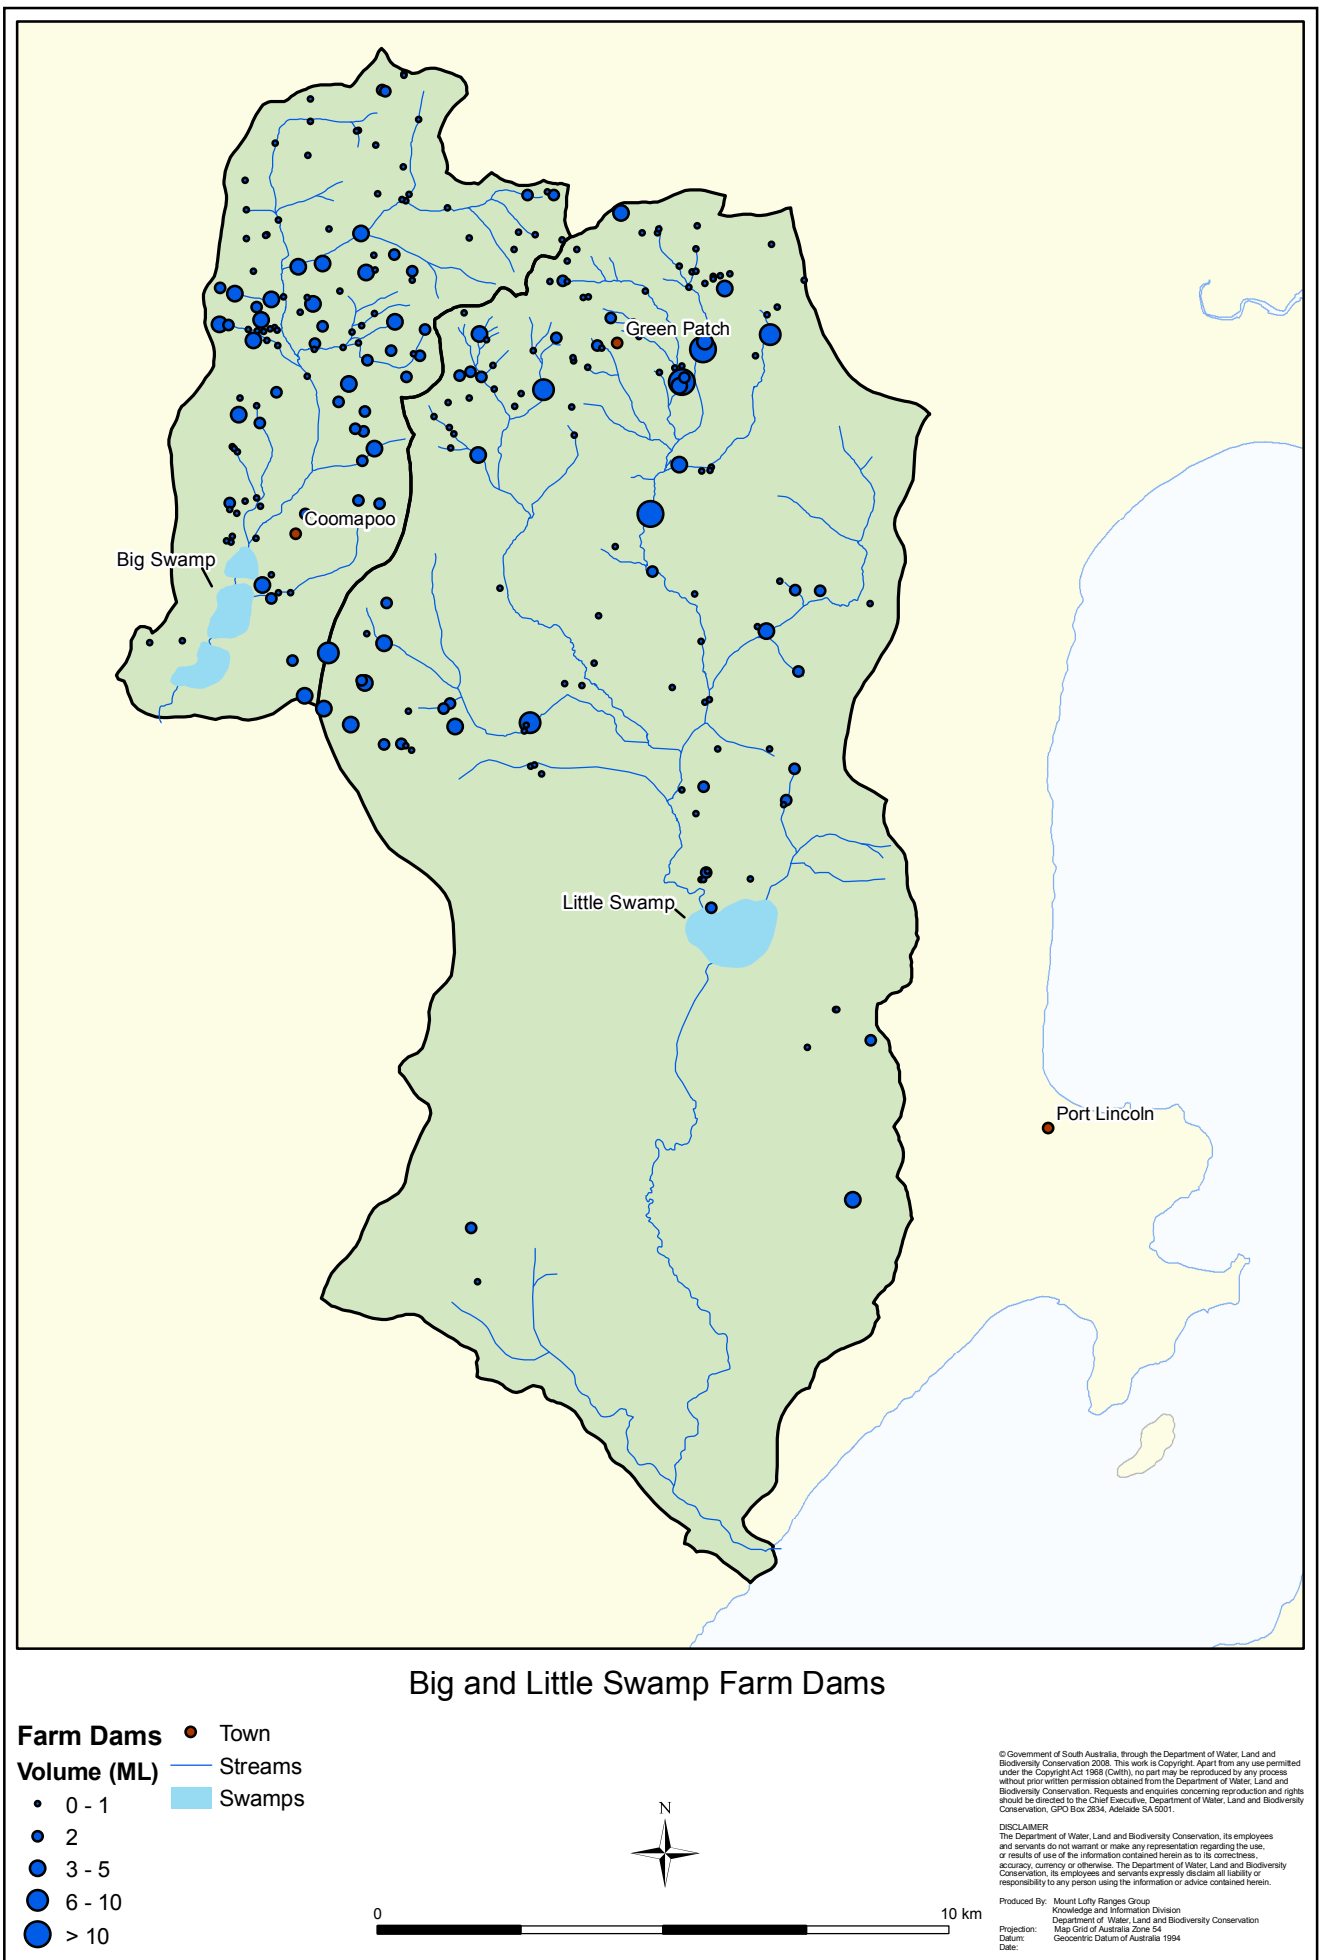 Green Patch
Coomapoo
Big Swamp
Little Swamp
Port Lincoln
Big and Little Swamp Farm Dams
Farm Dams
Volume (ML)
0 - 1
2
3 - 5
6 - 10
> 10
Town
Streams
Swamps
N
0
10 km
© Government of South Australia, through the Department of Water, Land and
Biodiversity Conservation 2008. This work is Copyright. Apart from any use permitted
under the Copyright Act 1968 (Cwlth), no part may be reproduced by any process
without prior written permission obtained from the Department of Water, Land and
Biodiversity Conservation. Requests and enquiries concerning reproduction and rights
should be directed to the Chief Executive, Department of Water, Land and Biodiversity
Conservation, GPO Box 2834, Adelaide SA 5001.
DISCLAIMER
The Department of Water, Land and Biodiversity Conservation, its employees
and servants do not warrant or make any representation regarding the use,
or results of use of the information contained herein as to its correctness,
accuracy, currency or otherwise. The Department of Water, Land and Biodiversity
Conservation, its employees and servants expressly disclaim all liability or
responsibility to any person using the information or advice contained herein.
Produced By: Mount Lofty Ranges Group
Knowledge and Information Division
Department of Water, Land and Biodiversity Conservation
Projection: Map Grid of Australia Zone 54
Datum: Geocentric Datum of Australia 1994
Date: